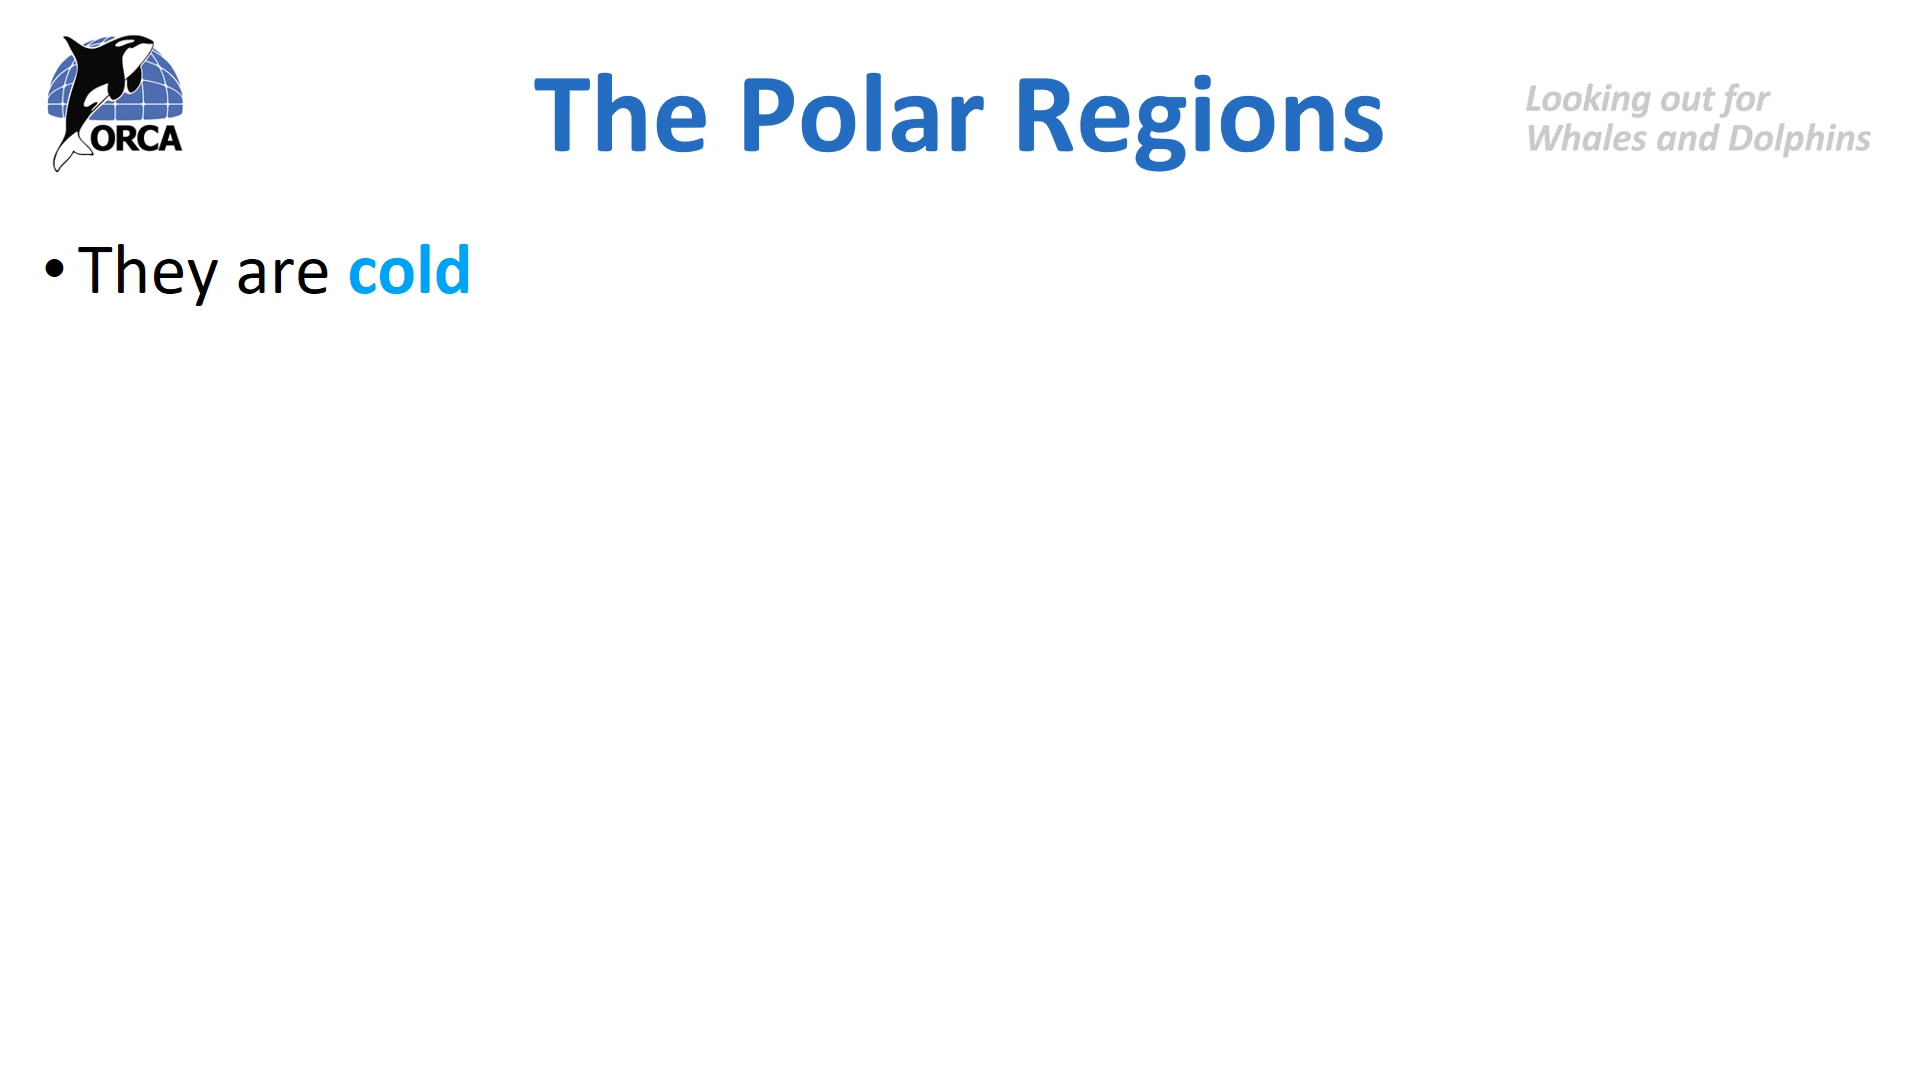 ORCA
The Polar Regions
Looking out for
Whales and Dolphins
• They are cold